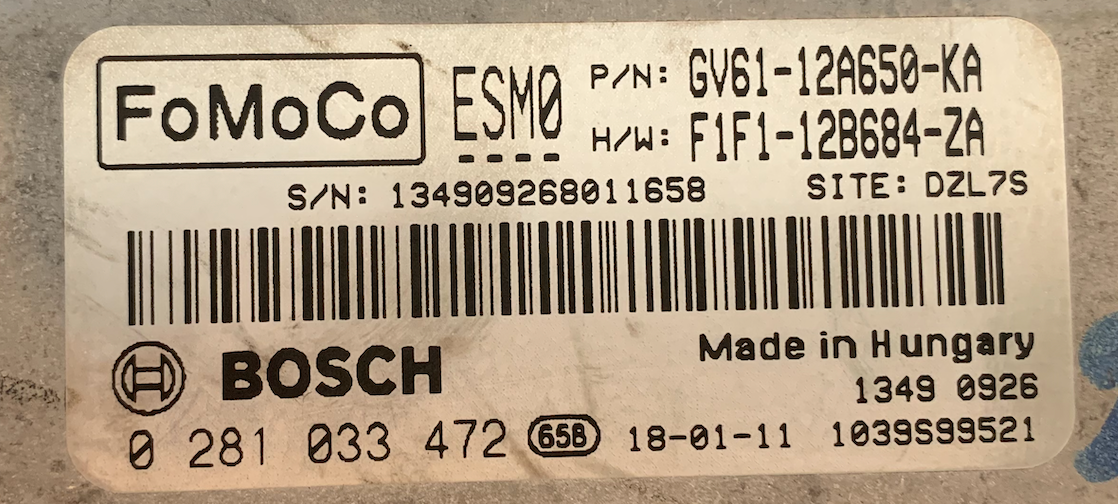 FoMoCo ESM0 P/N: GV61-12A650-KA
H/W: F1F1-12B684-ZA
S/N: 134909268011658 SITE: DZL7S
BOSCH Made in Hungary
1349 0926
0 281 033 472 658 18-01-11 1039S99521